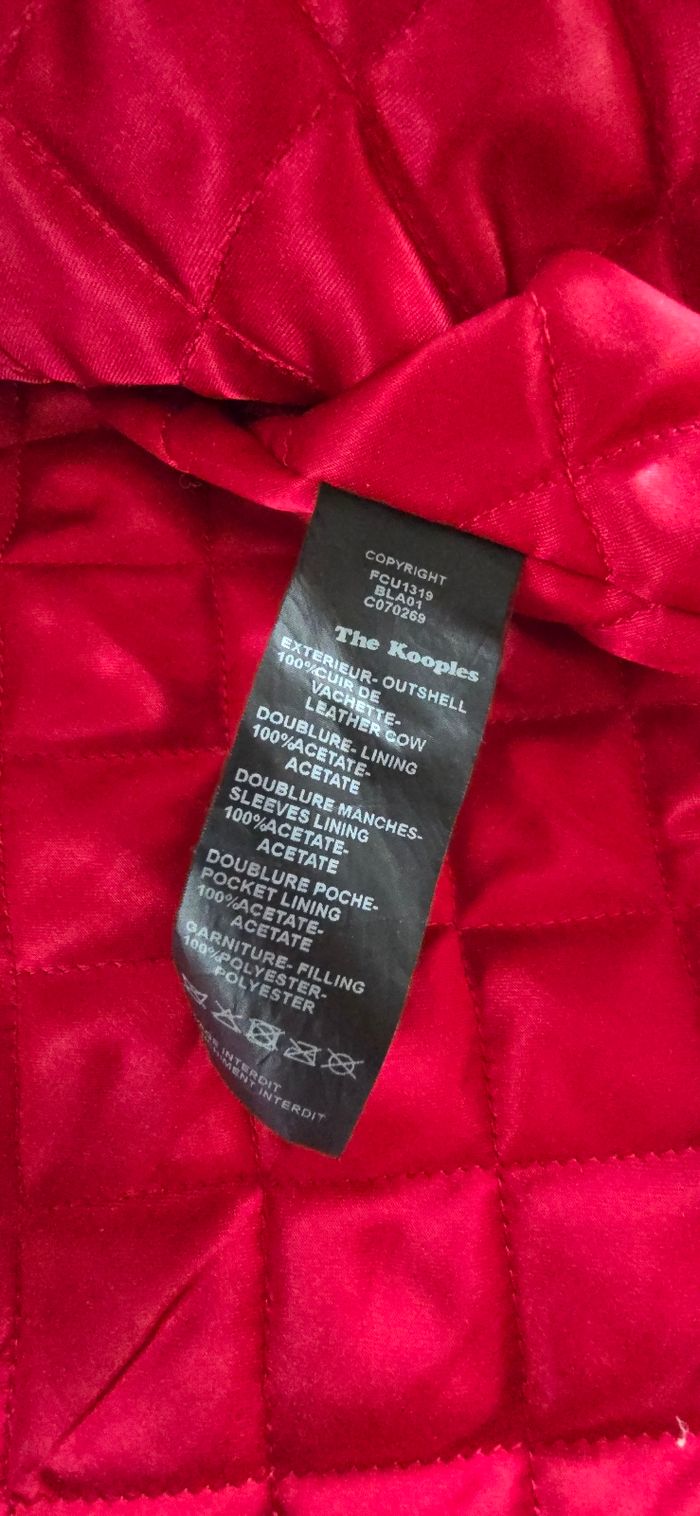 COPYRIGHT
FCU1319
BLA01
C070269
The Kooples
EXTERIEUR- OUTSHELL
100%CUIR DE
VACHETTE-
LEATHER COW
DOUBLURE- LINING
100%ACETATE-
ACETATE
DOUBLURE MANCHES-
SLEEVES LINING
100%ACETATE-
ACETATE
DOUBLURE POCHE-
POCKET LINING
100%ACETATE-
ACETATE
GARNITURE- FILLING
100%POLYESTER-
POLYESTER
INTERDIT
INTERDIT